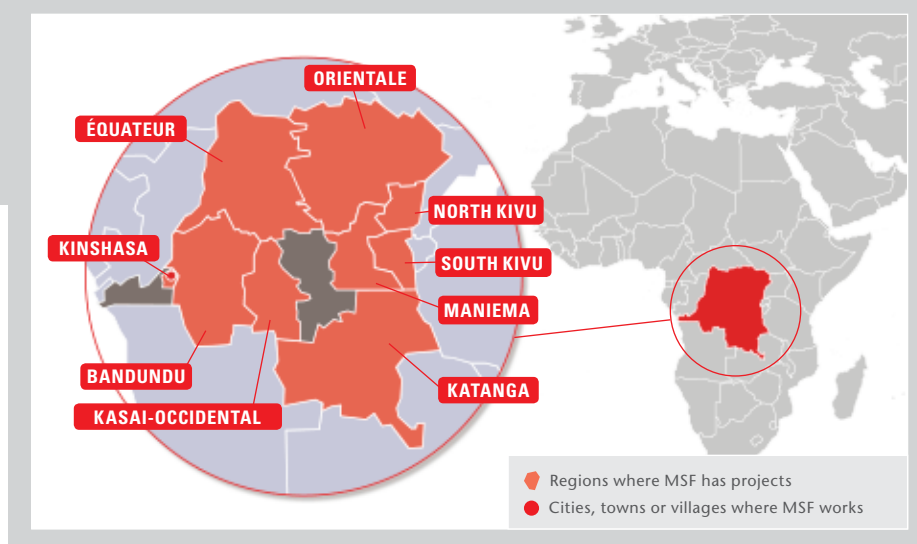 ORIENTALE
ÉQUATEUR
NORTH KIVU
KINSHASA
SOUTH KIVU
MANIEMA
BANDUNDU
KATANGA
KASAI-OCCIDENTAL
Regions where MSF has projects
Cities, towns or villages where MSF works